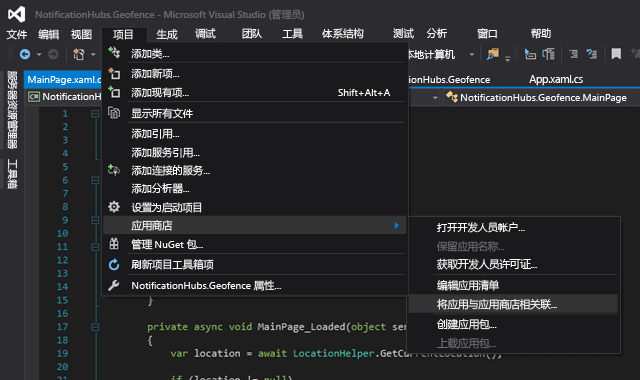 NotificationHubs.Geofence - Microsoft Visual Studio (管理员)
文件 编辑 视图 项目 生成 调试 团队 工具 体系结构 测试 分析 窗口
本地计算机
MainPage.xaml.c
onHubs.Geofence App.xaml.cs
NotificationH
NotificationHubs.Geofence.MainPage
服务器资源管理器
工具箱
添加类...
添加新项...
添加现有项... Shift+Alt+A
显示所有文件
添加引用...
添加服务引用...
添加连接的服务...
添加分析器...
设置为启动项目
应用商店
管理 NuGet 包...
刷新项目工具箱项
NotificationHubs.Geofence 属性...
打开开发人员帐户...
保留应用名称...
获取开发人员许可证...
编辑应用清单
将应用与应用商店相关联...
创建应用包...
上载应用包...
1
2
3
4
6
9
10
11
12
13
14
15
16 }
17 private async void MainPage_Loaded(object ser
18 {
19 var location = await LocationHelper.GetCurrentLocation();
20
21 if (location != null)